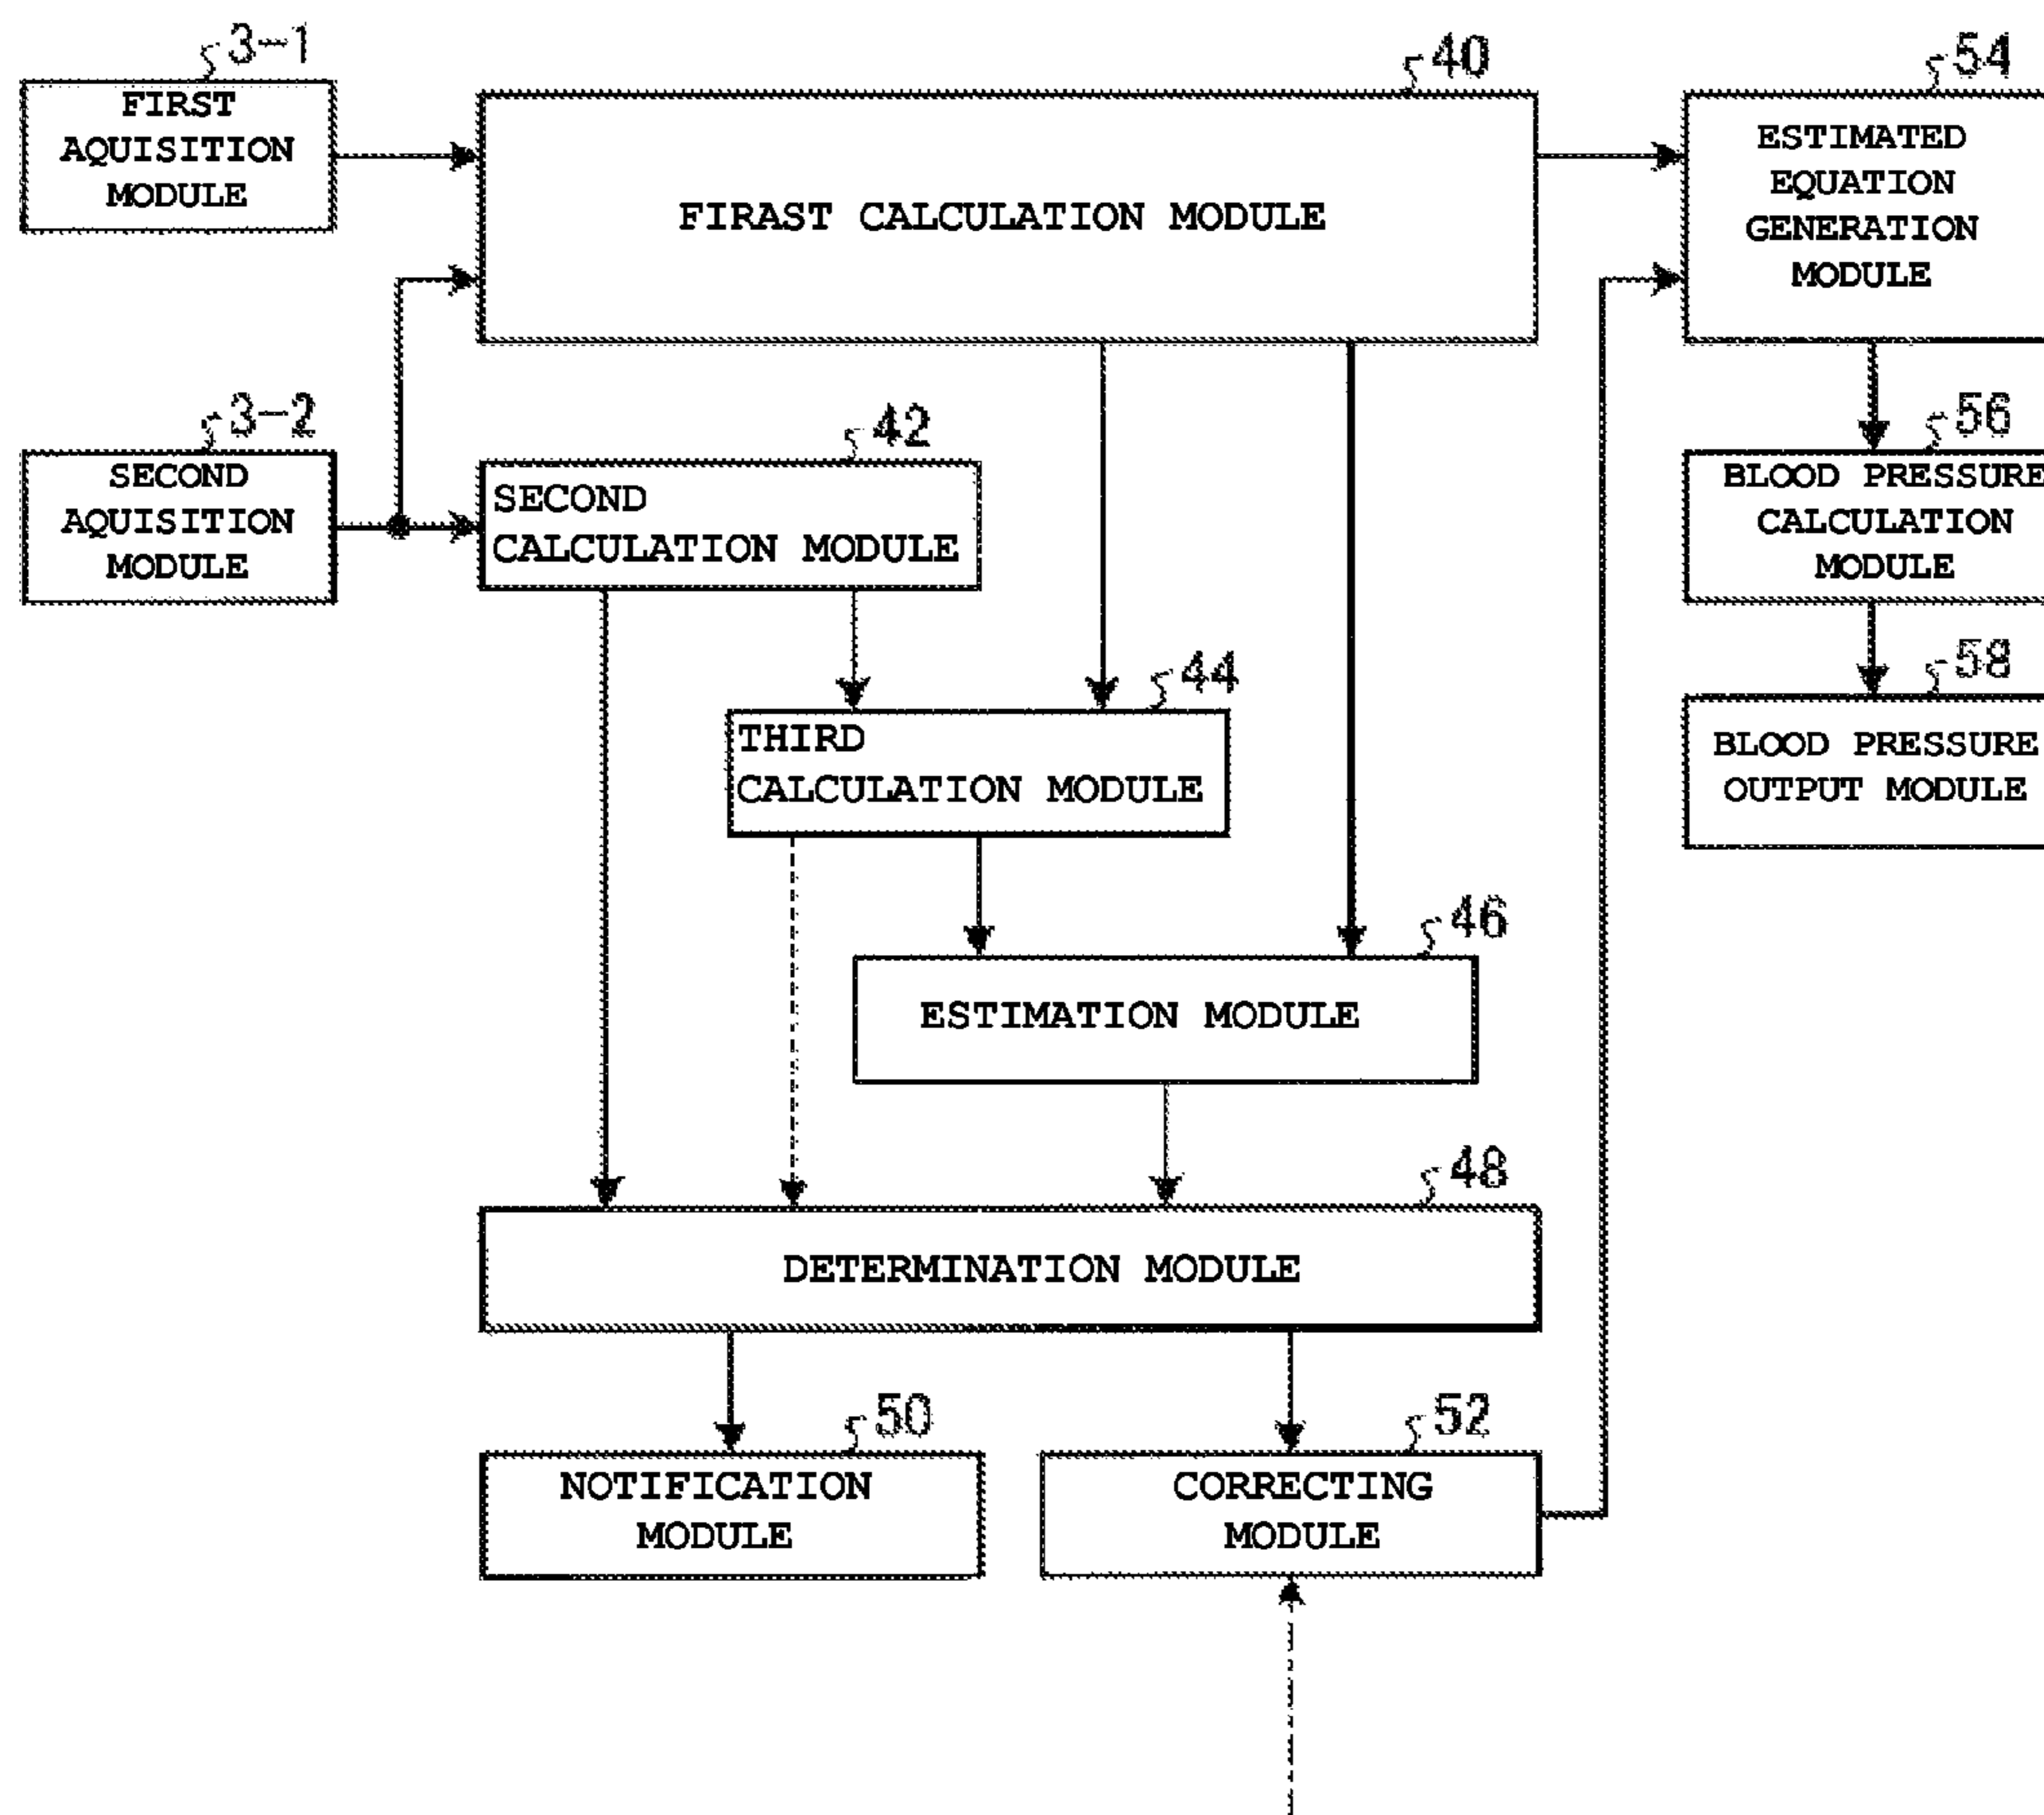 3-1
FIRST
AQUISITION
MODULE
40
FIRAST CALCULATION MODULE
54
ESTIMATED
EQUATION
GENERATION
MODULE
3-2
SECOND
AQUISITION
MODULE
42
SECOND
CALCULATION MODULE
56
BLOOD PRESSURE
CALCULATION
MODULE
44
THIRD
CALCULATION MODULE
58
BLOOD PRESSURE
OUTPUT MODULE
46
ESTIMATION MODULE
48
DETERMINATION MODULE
50
NOTIFICATION
MODULE
52
CORRECTING
MODULE